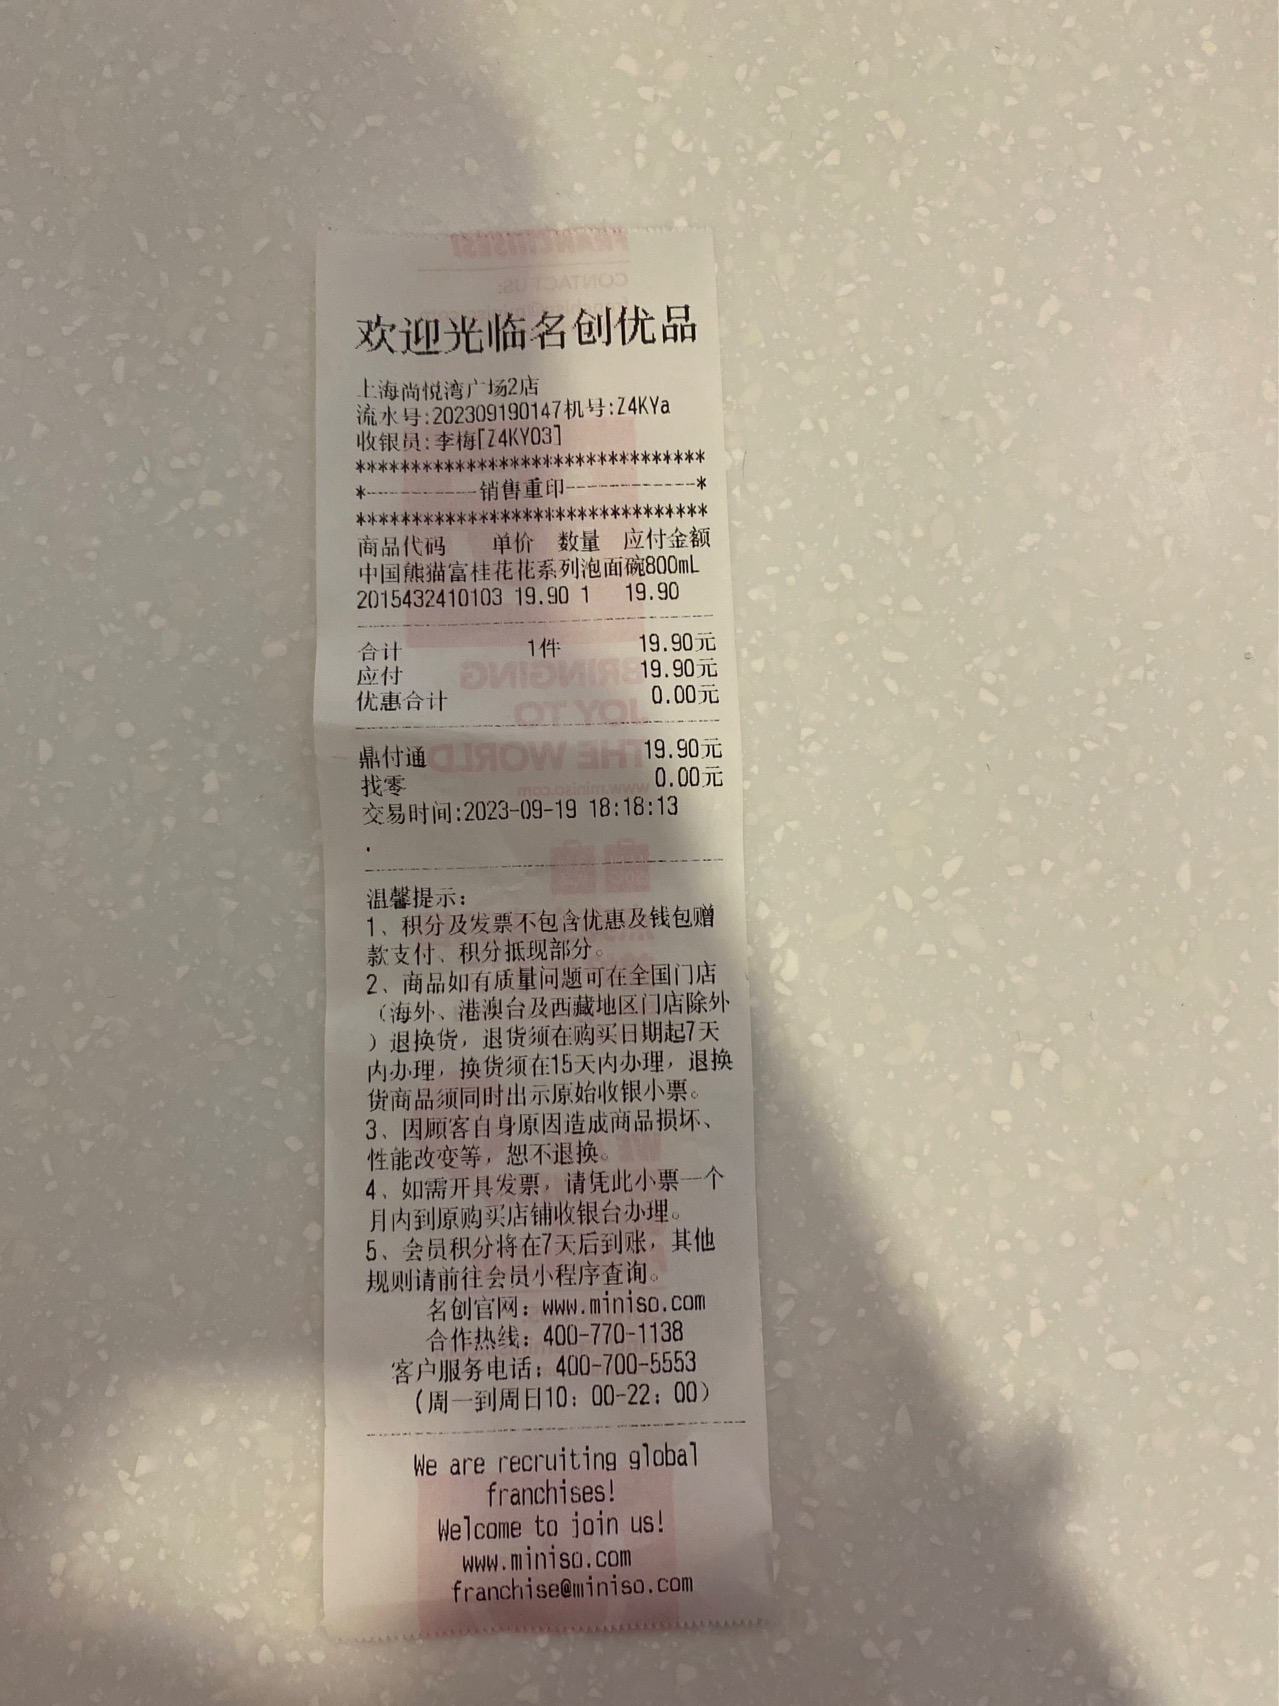 FRANCHISES!
CONTACT US:
欢迎光临名创优品
上海尚悦湾广场2店
流水号:202309190147机号:Z4KYa
收银员:李梅[Z4KY03]
*******************************
*----------销售重印------------*
*******************************
商品代码 单价 数量 应付金额
中国熊猫富桂花花系列泡面碗800mL
2015432410103 19.90 1 19.90
合计 1件 19.90元
应付 19.90元
优惠合计 0.00元
BRINGING
JOY TO
THE WORLD
www.miniso.com
鼎付通 19.90元
找零 0.00元
交易时间:2023-09-19 18:18:13
.
温馨提示:
1、积分及发票不包含优惠及钱包赠
款支付、积分抵现部分。
2、商品如有质量问题可在全国门店
（海外、港澳台及西藏地区门店除外
）退换货，退货须在购买日期起7天
内办理，换货须在15天内办理，退换
货商品须同时出示原始收银小票。
3、因顾客自身原因造成商品损坏、
性能改变等，恕不退换。
4、如需开具发票，请凭此小票一个
月内到原购买店铺收银台办理。
5、会员积分将在7天后到账，其他
规则请前往会员小程序查询。
名创官网：www.miniso.com
合作热线：400-770-1138
客户服务电话：400-700-5553
（周一到周日10：00-22：00）
We are recruiting global
franchises!
Welcome to join us!
www.miniso.com
franchise@miniso.com